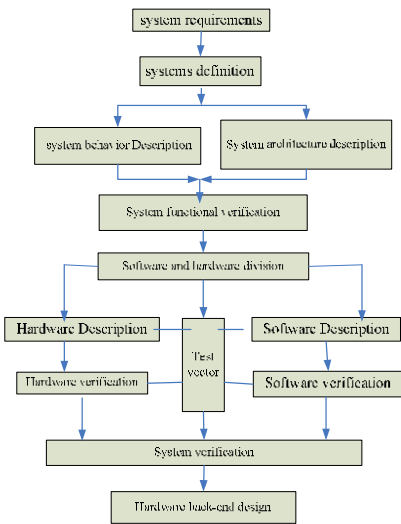 system requirements
systems definition
system behavior Description
System architecture description
System functional verification
Software and hardware division
Hardware Description
Test
vector
Software Description
Hardware verification
Software verification
System verification
Hardware back-end design